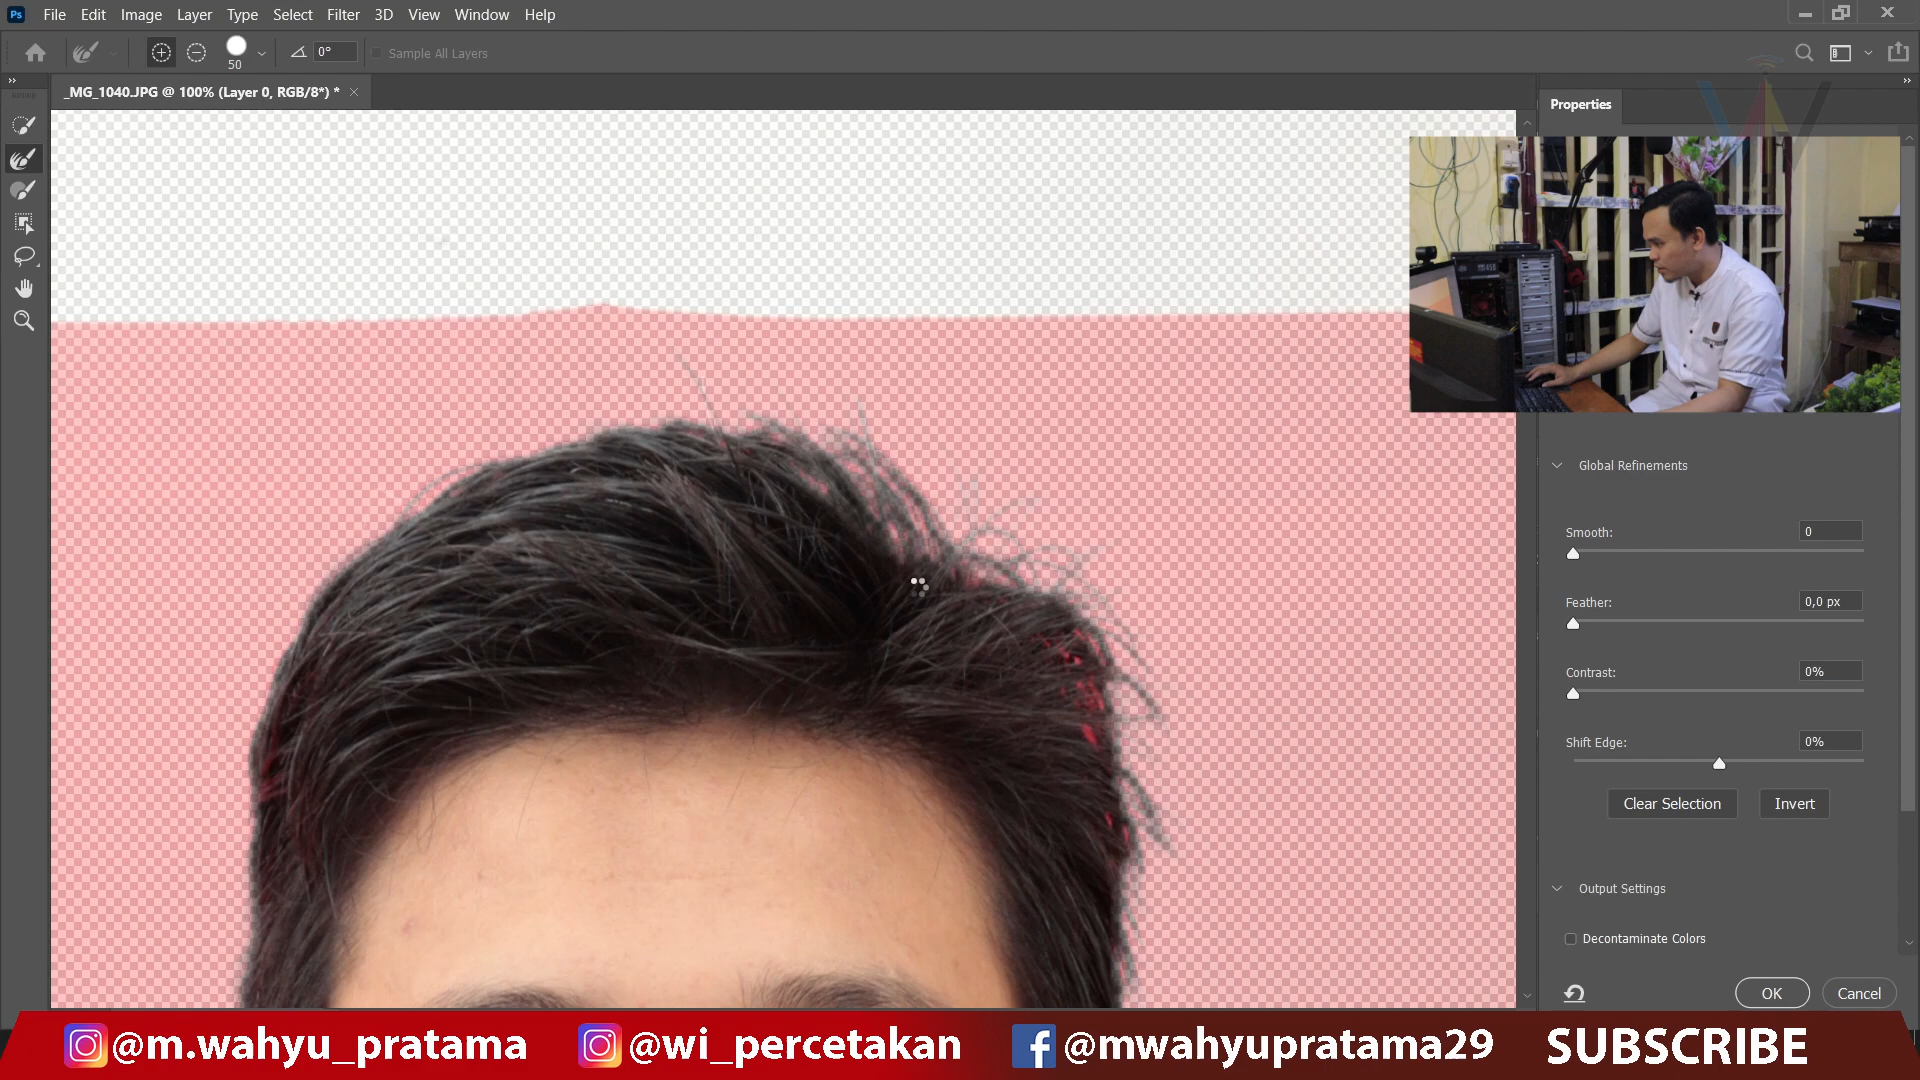 Ps File Edit Image Layer Type Select Filter 3D View Window Help
50 0° Sample All Layers
_MG_1040.JPG @ 100% (Layer 0, RGB/8*) *
Properties
Global Refinements
Smooth: 0
Feather: 0,0 px
Contrast: 0%
Shift Edge: 0%
Clear Selection Invert
Output Settings
Decontaminate Colors
OK Cancel
@m.wahyu_pratama @wi_percetakan @mwahyupratama29 SUBSCRIBE